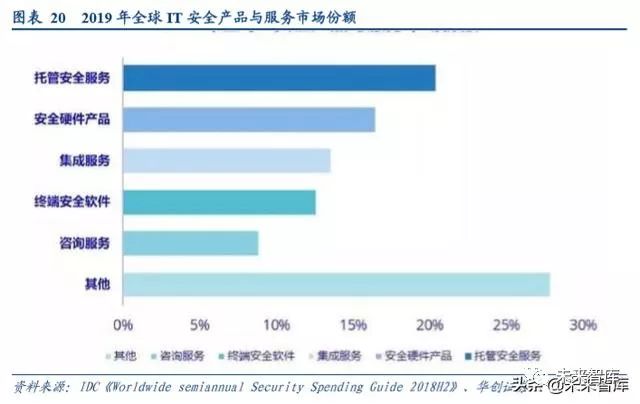 图表 20 2019 年全球 IT 安全产品与服务市场份额
托管安全服务
安全硬件产品
集成服务
终端安全软件
咨询服务
其他
0% 5% 10% 15% 20% 25% 30%
其他 咨询服务 终端安全软件 集成服务 安全硬件产品 托管安全服务
资料来源：IDC《Worldwide semiannual Security Spending Guide 2018H2》、华创证
未来智库
头条@未来智库